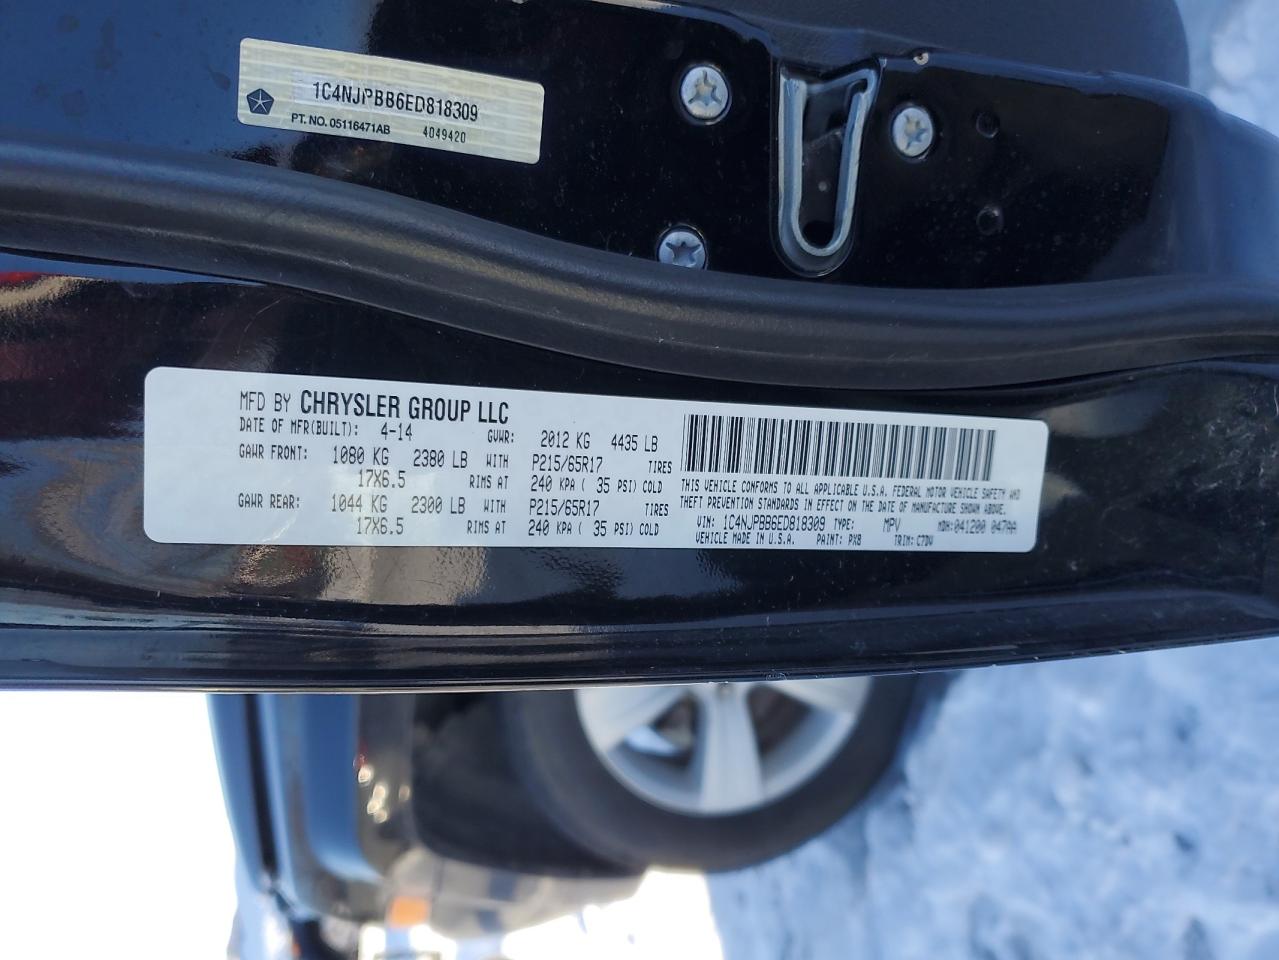 1C4NJPBB6ED818309
PT. NO. 05116471AB 4049420
MFD BY CHRYSLER GROUP LLC
DATE OF MFR(BUILT): 4-14 GVWR: 2012 KG 4435 LB
GAWR FRONT: 1080 KG 2380 LB WITH P215/65R17 TIRES
17X6.5 RIMS AT 240 KPA ( 35 PSI) COLD
GAWR REAR: 1044 KG 2300 LB WITH P215/65R17 TIRES
17X6.5 RIMS AT 240 KPA ( 35 PSI) COLD
THIS VEHICLE CONFORMS TO ALL APPLICABLE U.S.A. FEDERAL MOTOR VEHICLE SAFETY AND
THEFT PREVENTION STANDARDS IN EFFECT ON THE DATE OF MANUFACTURE SHOWN ABOVE.
VIN: 1C4NJPBB6ED818309 TYPE: MPV MDH: 041200 047AA
VEHICLE MADE IN U.S.A. PAINT: PX8 TRIM: C7DV